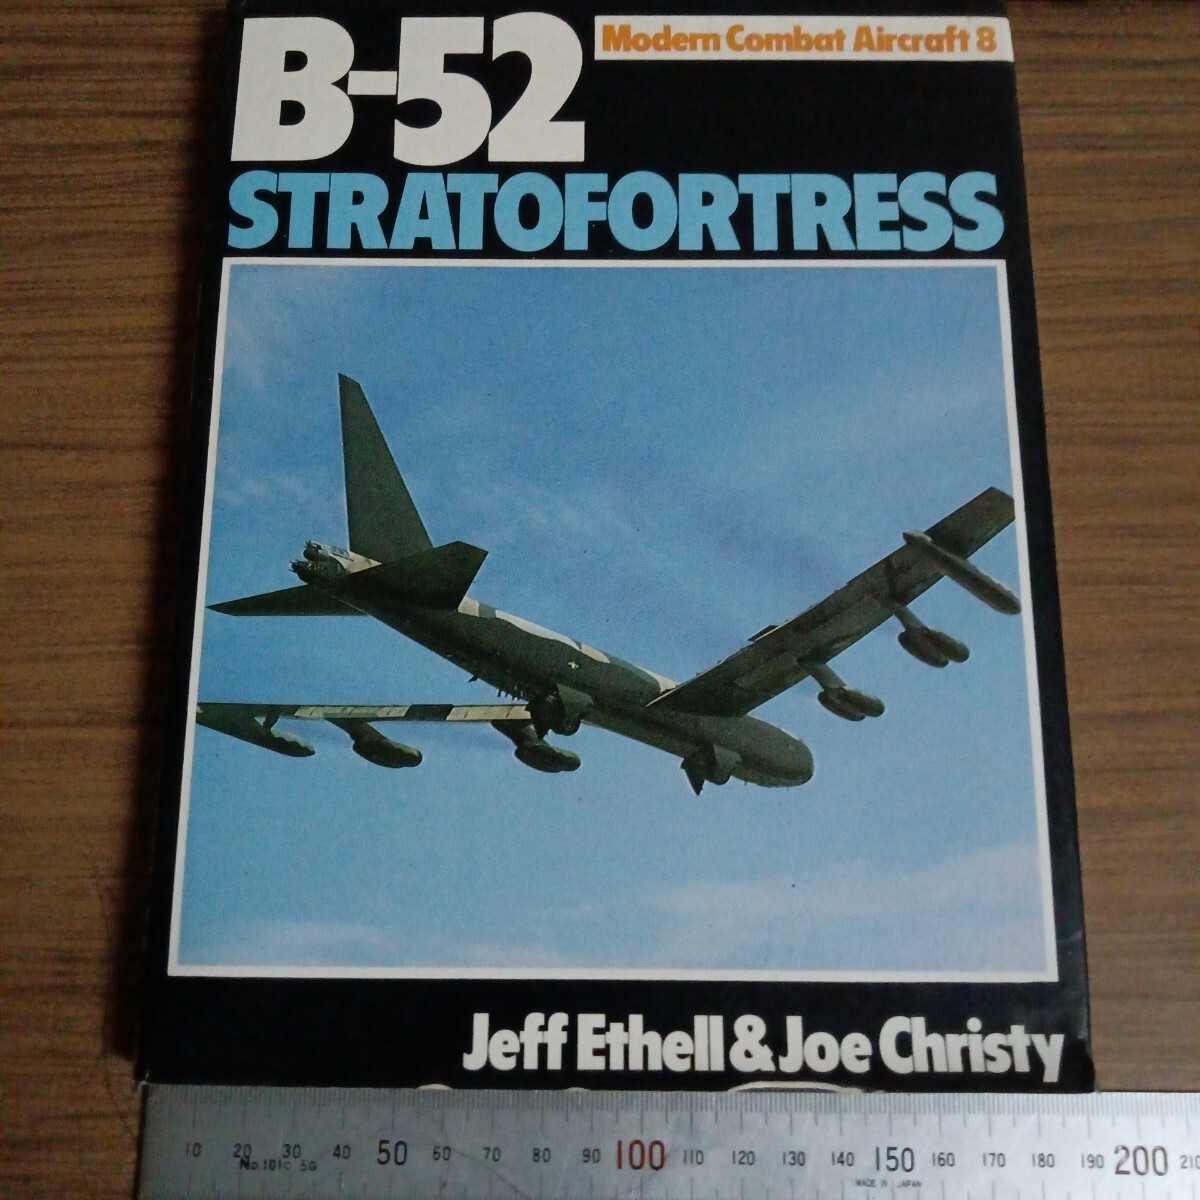 B-52
Modern Combat Aircraft 8
STRATOFORTRESS
Jeff Ethell & Joe Christy
10 20 30 40 50 60 70 80 90 100 110 120 130 140 150 160 170 180 190 200 210
MADE IN JAPAN